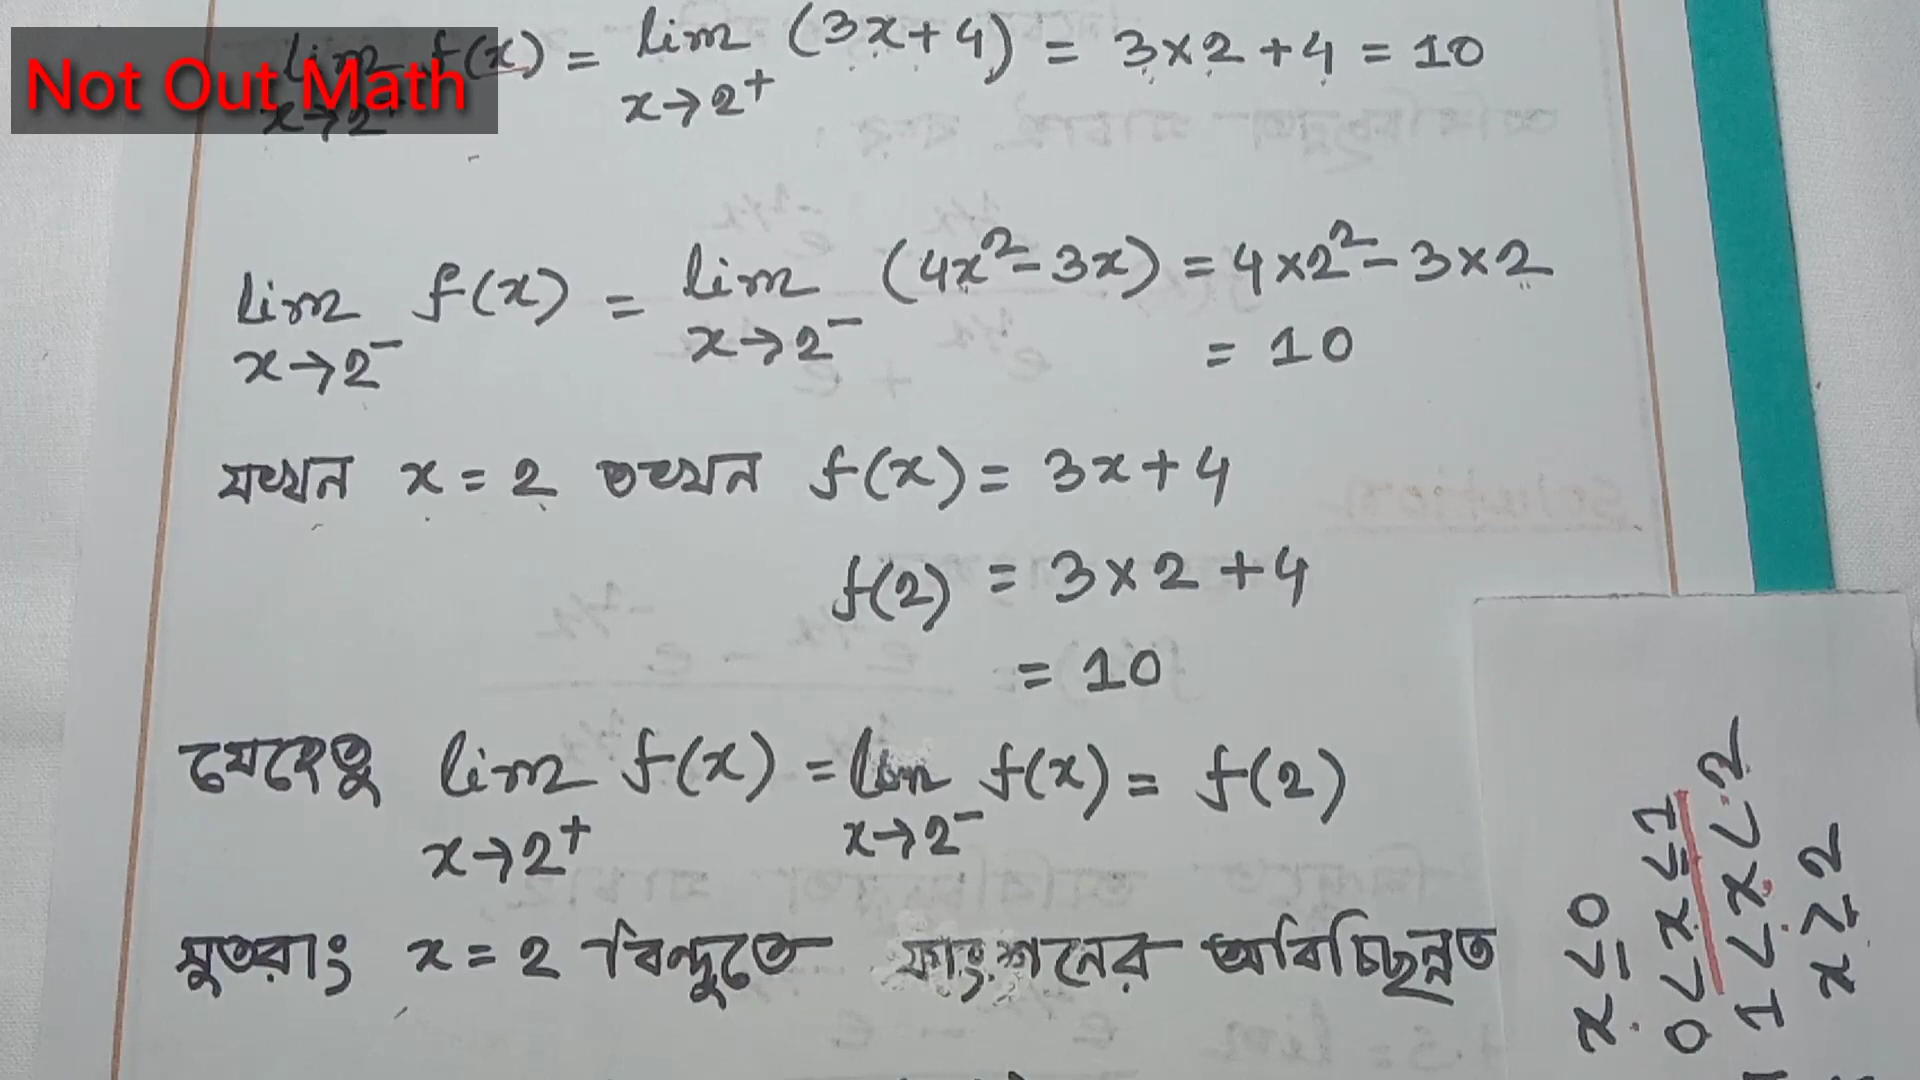 Not Out Math
lim f(x) = lim (3x+4) = 3×2+4 = 10
x→2⁺ x→2⁺
lim f(x) = lim (4x²-3x) = 4×2²-3×2
x→2⁻ x→2⁻ = 10
যখন x = 2 তখন f(x) = 3x+4
f(2) = 3×2+4
= 10
যেহেতু lim f(x) = lim f(x) = f(2)
x→2⁺ x→2⁻
সুতরাং x = 2 বিন্দুতে ফাংশনের অবিচ্ছিন্নত
x ≤ 0
0 < x ≤ 1
1 < x < 2
x ≥ 2